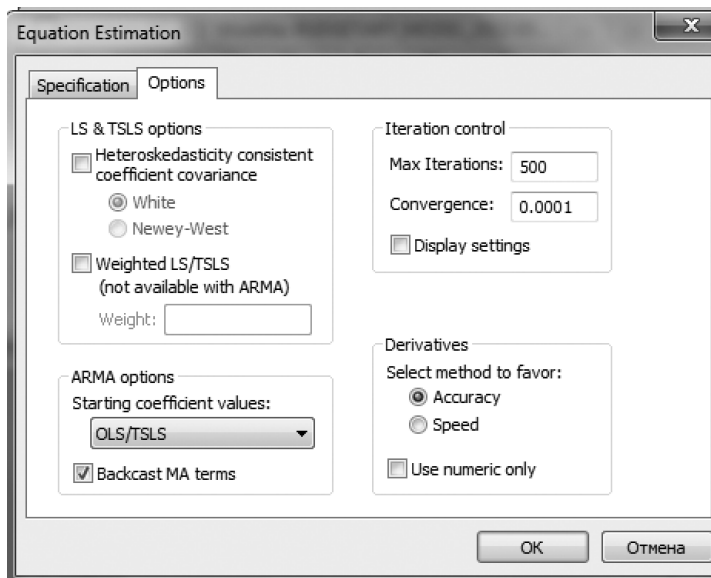 Equation Estimation
Specification
Options
LS & TSLS options
Heteroskedasticity consistent
coefficient covariance
White
Newey-West
Weighted LS/TSLS
(not available with ARMA)
Weight:
ARMA options
Starting coefficient values:
OLS/TSLS
Backcast MA terms
Iteration control
Max Iterations: 500
Convergence: 0.0001
Display settings
Derivatives
Select method to favor:
Accuracy
Speed
Use numeric only
OK
Отмена